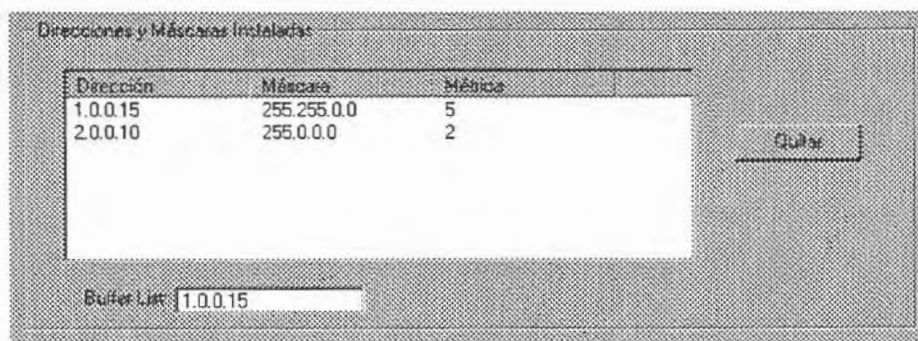 Direcciones y Máscaras Instaladas
Dirección Máscara Métrica
1.0.0.15 255.255.0.0 5
2.0.0.10 255.0.0.0 2
Quitar
Buffer List 1.0.0.15